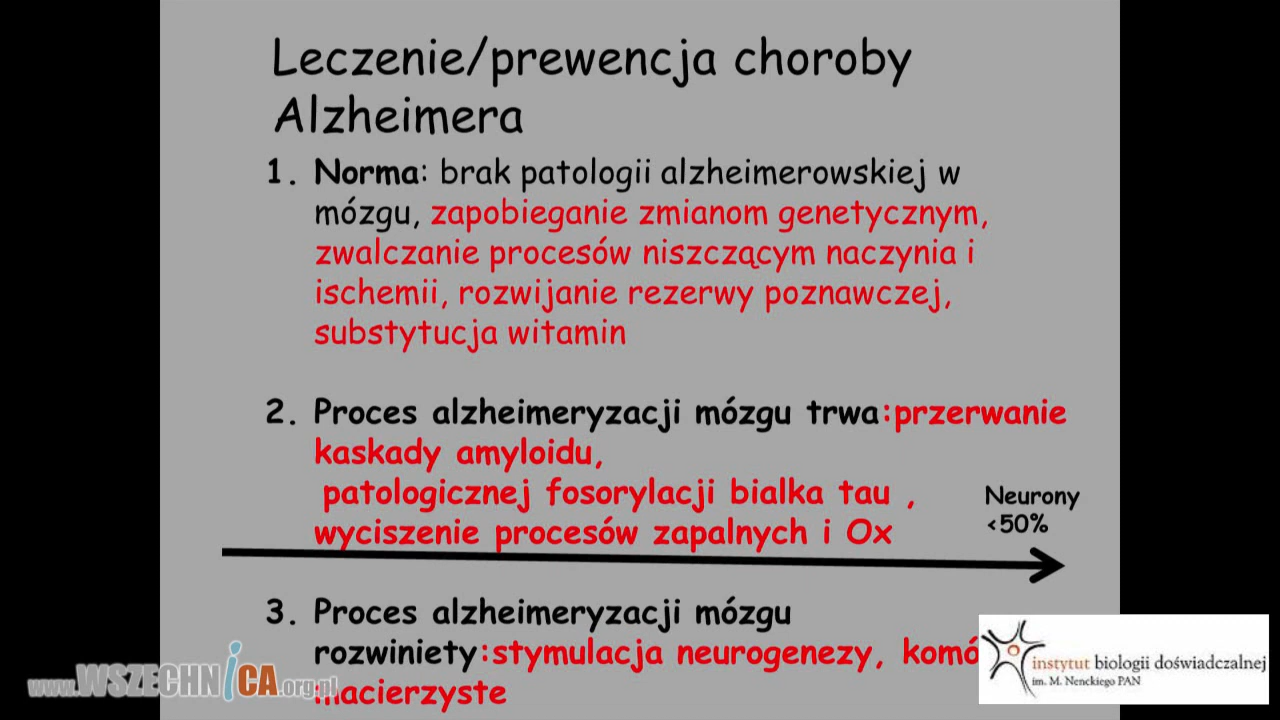 Leczenie/prewencja choroby
Alzheimera
1. Norma: brak patologii alzheimerowskiej w
mózgu, zapobieganie zmianom genetycznym,
zwalczanie procesów niszczącym naczynia i
ischemii, rozwijanie rezerwy poznawczej,
substytucja witamin
2. Proces alzheimeryzacji mózgu trwa:przerwanie
kaskady amyloidu,
patologicznej fosorylacji bialka tau ,
wyciszenie procesów zapalnych i Ox
Neurony
<50%
3. Proces alzheimeryzacji mózgu
rozwiniety:stymulacja neurogenezy, komó
macierzyste
www.WSZECHNICA.org.pl
instytut biologii doświadczalnej
im. M. Nenckiego PAN